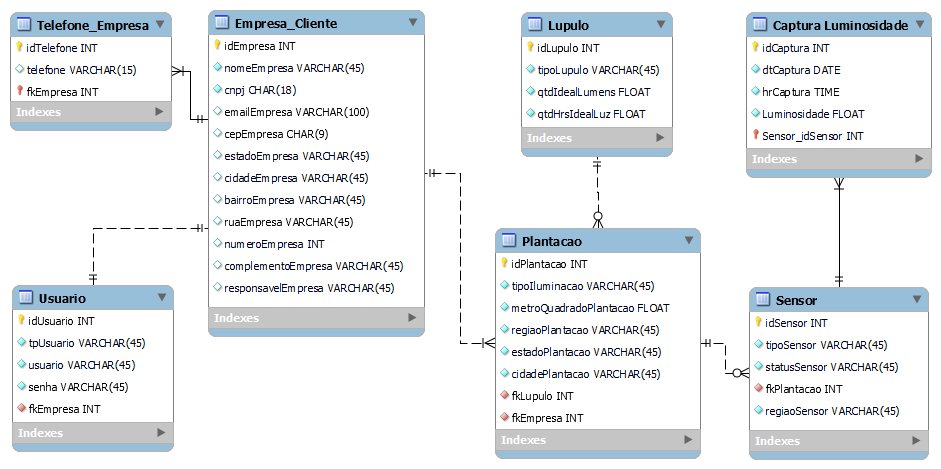 Telefone_Empresa
idTelefone INT
telefone VARCHAR(15)
fkEmpresa INT
Indexes
Empresa_Cliente
idEmpresa INT
nomeEmpresa VARCHAR(45)
cnpj CHAR(18)
emailEmpresa VARCHAR(100)
cepEmpresa CHAR(9)
estadoEmpresa VARCHAR(45)
cidadeEmpresa VARCHAR(45)
bairroEmpresa VARCHAR(45)
ruaEmpresa VARCHAR(45)
numeroEmpresa INT
complementoEmpresa VARCHAR(45)
responsavelEmpresa VARCHAR(45)
Indexes
Lupulo
idLupulo INT
tipoLupulo VARCHAR(45)
qtdIdealLumens FLOAT
qtdHrsIdealLuz FLOAT
Indexes
Captura Luminosidade
idCaptura INT
dtCaptura DATE
hrCaptura TIME
Luminosidade FLOAT
Sensor_idSensor INT
Indexes
Usuario
idUsuario INT
tpUsuario VARCHAR(45)
usuario VARCHAR(45)
senha VARCHAR(45)
fkEmpresa INT
Indexes
Plantacao
idPlantacao INT
tipoIluminacao VARCHAR(45)
metroQuadradoPlantacao FLOAT
regiaoPlantacao VARCHAR(45)
estadoPlantacao VARCHAR(45)
cidadePlantacao VARCHAR(45)
fkLupulo INT
fkEmpresa INT
Indexes
Sensor
idSensor INT
tipoSensor VARCHAR(45)
statusSensor VARCHAR(45)
fkPlantacao INT
regiaoSensor VARCHAR(45)
Indexes